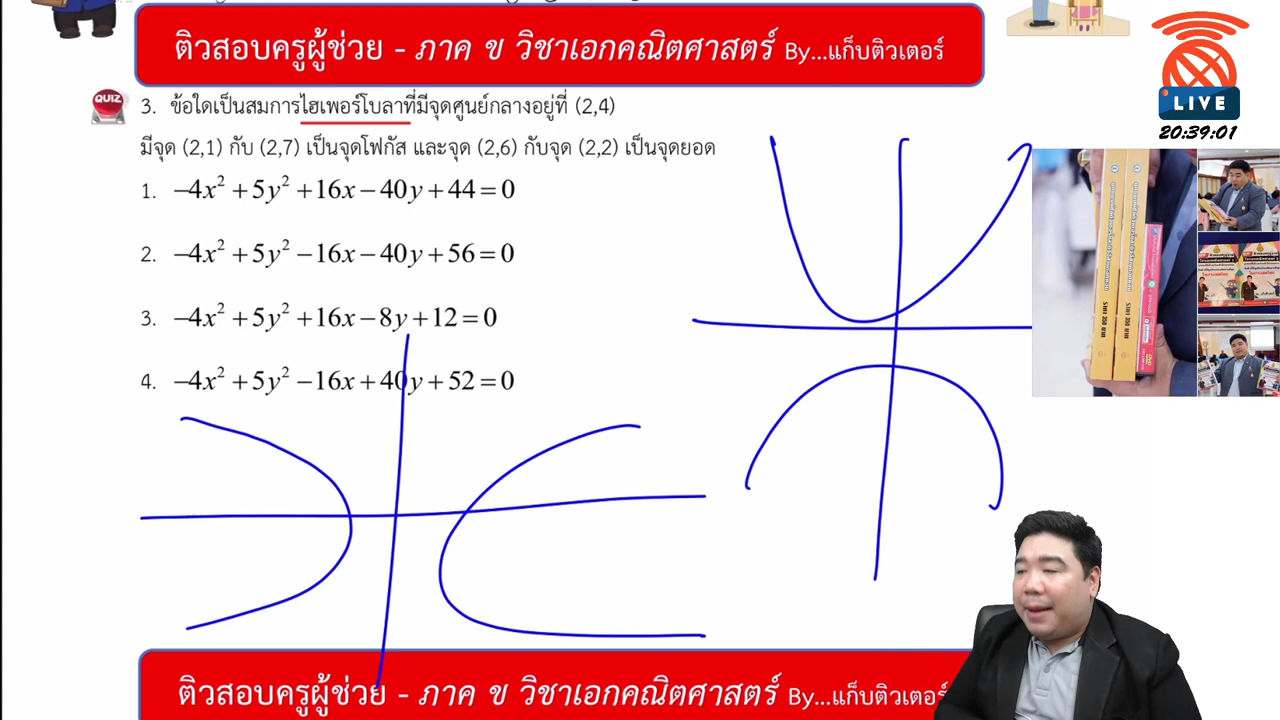 ติวสอบครูผู้ช่วย - ภาค ข วิชาเอกคณิตศาสตร์ By...แก็บติวเตอร์
LIVE
20:39:01
QUIZ
3. ข้อใดเป็นสมการไฮเพอร์โบลาที่มีจุดศูนย์กลางอยู่ที่ (2,4)
มีจุด (2,1) กับ (2,7) เป็นจุดโฟกัส และจุด (2,6) กับจุด (2,2) เป็นจุดยอด
1. −4x² + 5y² + 16x − 40y + 44 = 0
2. −4x² + 5y² − 16x − 40y + 56 = 0
3. −4x² + 5y² + 16x − 8y + 12 = 0
4. −4x² + 5y² − 16x + 40y + 52 = 0
ติวสอบครูผู้ช่วย - ภาค ข วิชาเอกคณิตศาสตร์ By...แก็บติวเตอร์